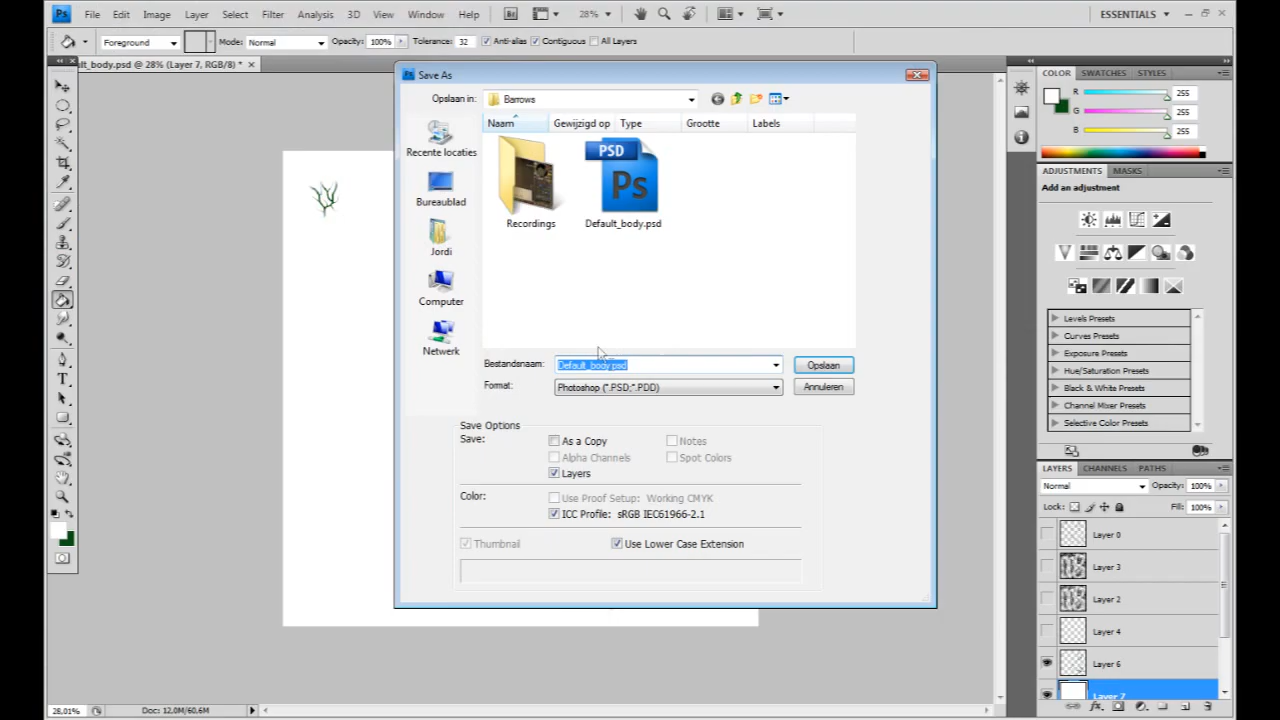 Ps File Edit Image Layer Select Filter Analysis 3D View Window Help Br 28% ESSENTIALS
Foreground Mode: Normal Opacity: 100% Tolerance: 32 Anti-alias Contiguous All Layers
ult_body.psd @ 28% (Layer 7, RGB/8) *
Save As
Opslaan in: Barrows
Naam Gewijzigd op Type Grootte Labels
Recente locaties
Bureaublad
Jordi
Computer
Netwerk
PSD
Ps
Recordings Default_body.psd
Bestandsnaam: Default_body.psd Opslaan
Format: Photoshop (*.PSD;*.PDD) Annuleren
Save Options
Save: As a Copy Notes
Alpha Channels Spot Colors
Layers
Color: Use Proof Setup: Working CMYK
ICC Profile: sRGB IEC61966-2.1
Thumbnail Use Lower Case Extension
COLOR SWATCHES STYLES
R 255
G 255
B 255
ADJUSTMENTS MASKS
Add an adjustment
Levels Presets
Curves Presets
Exposure Presets
Hue/Saturation Presets
Black & White Presets
Channel Mixer Presets
Selective Color Presets
LAYERS CHANNELS PATHS
Normal Opacity: 100%
Lock: Fill: 100%
Layer 0
Layer 3
Layer 2
Layer 4
Layer 6
Layer 7
28,01% Doc: 12,0M/60,6M